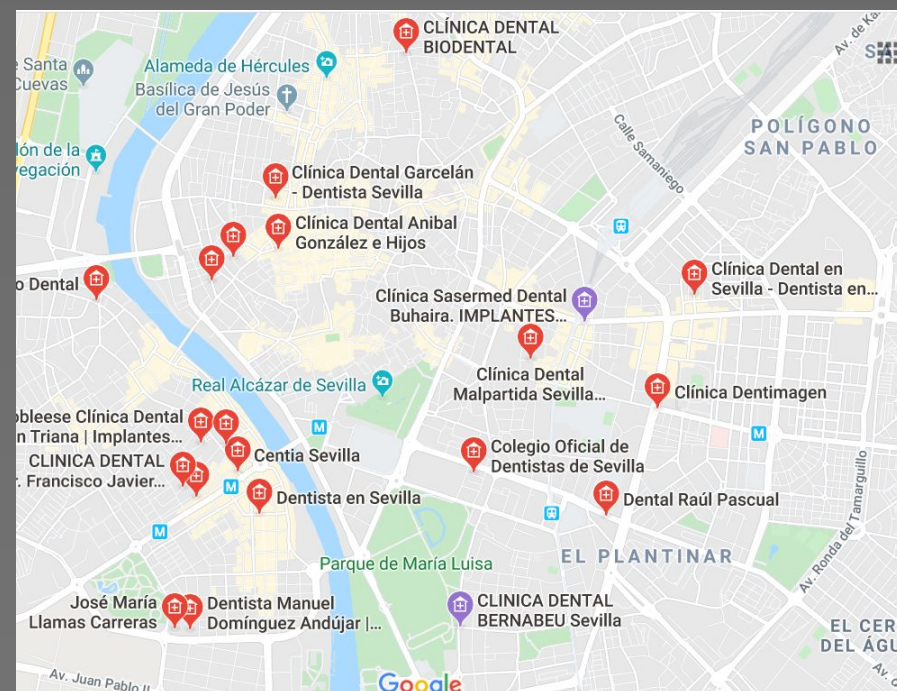 CLÍNICA DENTAL
BIODENTAL
Av. de Ka
e Santa
Cuevas
Alameda de Hércules
Basílica de Jesús
del Gran Poder
Calle Samaniego
POLÍGONO
SAN PABLO
lón de la
vegación
Clínica Dental Garcelán
- Dentista Sevilla
Clínica Dental Anibal
González e Hijos
o Dental
Clínica Dental en
Sevilla - Dentista en...
Clínica Sasermed Dental
Buhaira. IMPLANTES...
Clínica Dental
Malpartida Sevilla...
Real Alcázar de Sevilla
Clínica Dentimagen
obleese Clínica Dental
n Triana | Implantes...
M
M
CLINICA DENTAL
r. Francisco Javier...
Centia Sevilla
Colegio Oficial de
Dentistas de Sevilla
M
Dentista en Sevilla
Dental Raúl Pascual
Av. Ronda del Tamarguillo
M
Parque de María Luisa
EL PLANTINAR
José María
Llamas Carreras
Dentista Manuel
Domínguez Andújar |...
CLINICA DENTAL
BERNABEU Sevilla
EL CER
DEL ÁGU
Av. Juan Pablo II
Google